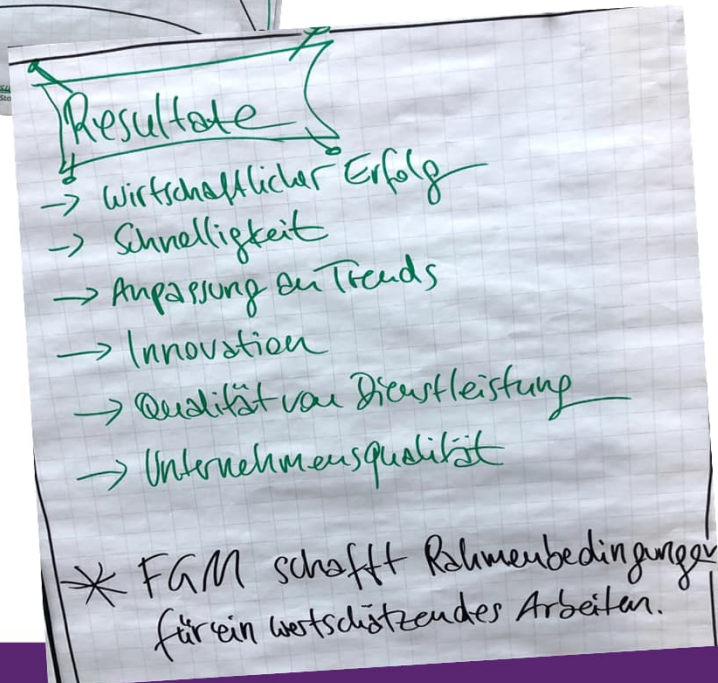 Resultate
→ Wirtschaftlicher Erfolg
→ Schnelligkeit
→ Anpassung an Trends
→ Innovation
→ Qualität von Dienstleistung
→ Unternehmensqualität
* FGM schafft Rahmenbedingungen
für ein wertschätzendes Arbeiten.